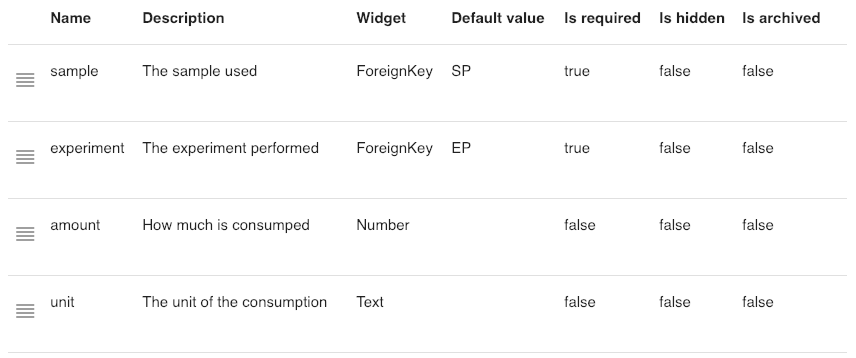 Name Description Widget Default value Is required Is hidden Is archived
sample The sample used ForeignKey SP true false false
experiment The experiment performed ForeignKey EP true false false
amount How much is consumped Number false false false
unit The unit of the consumption Text false false false